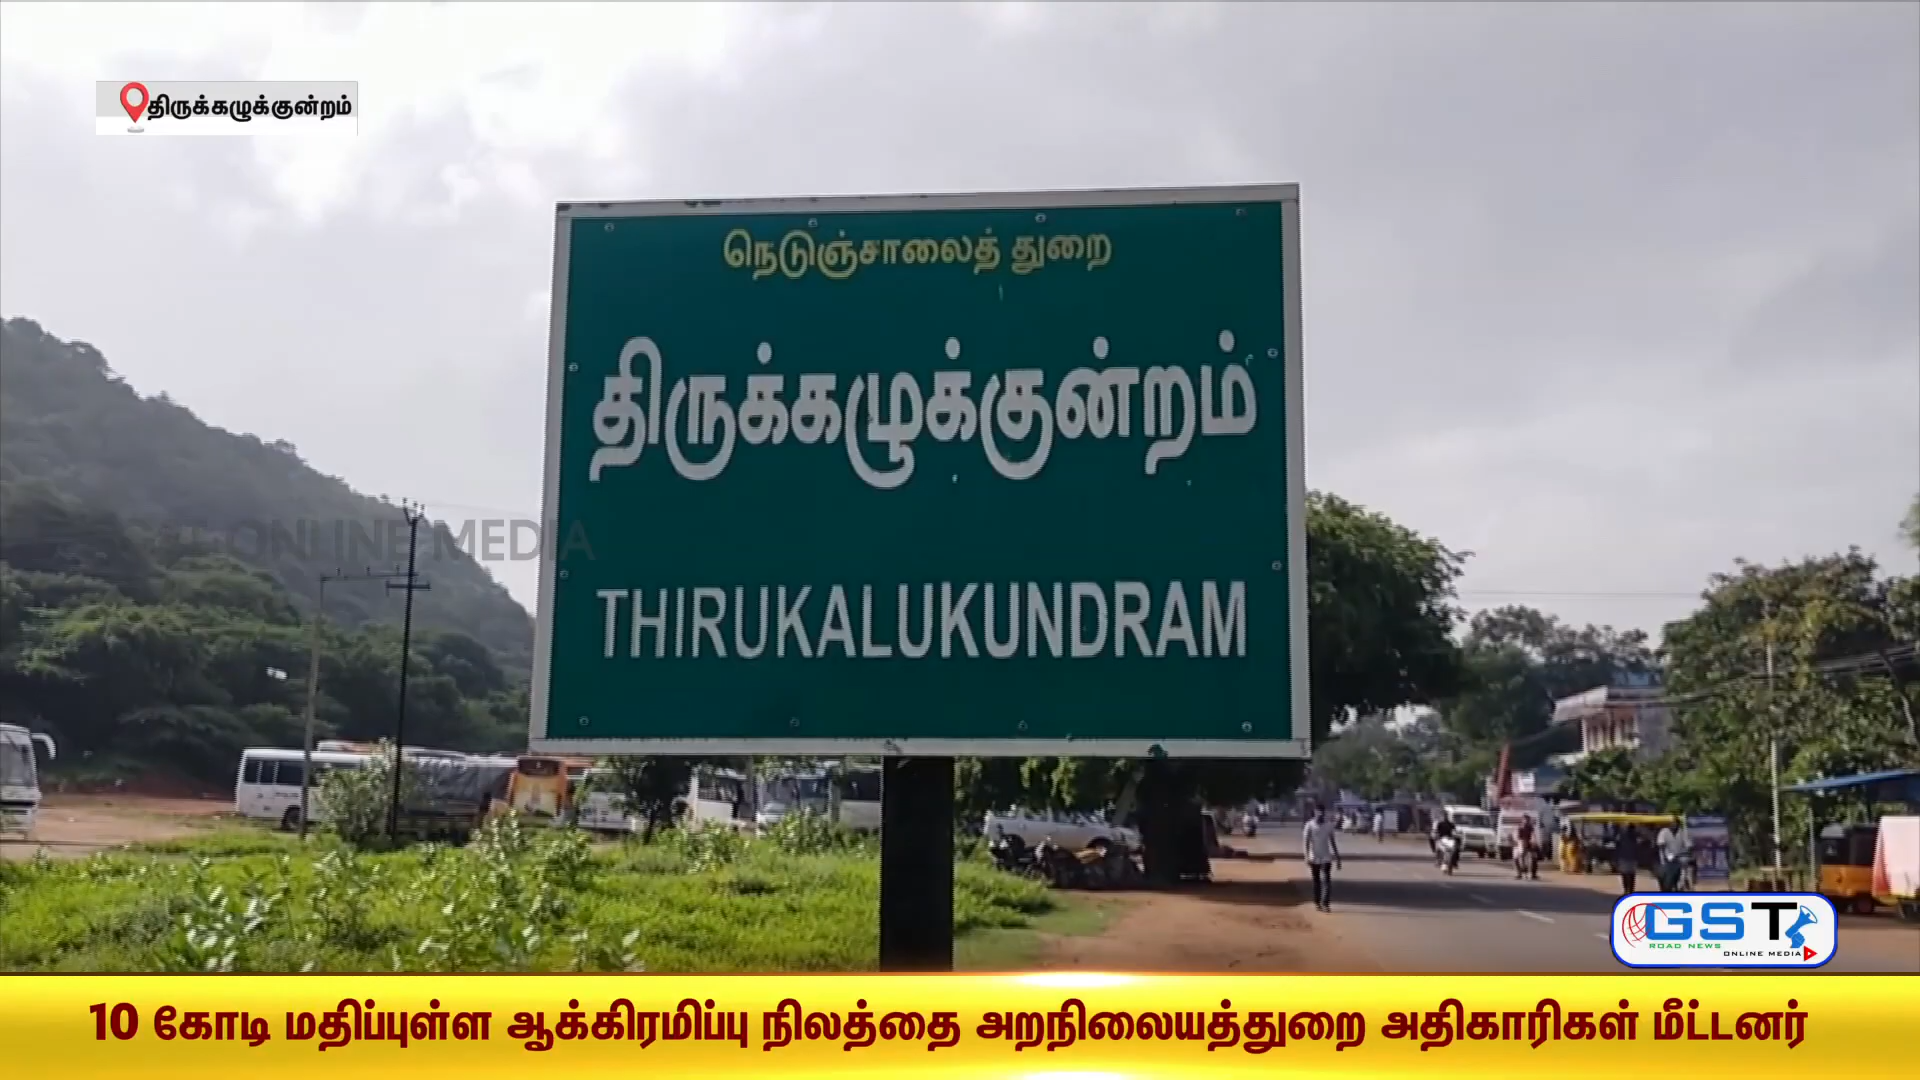 திருக்கழுக்குன்றம்
நெடுஞ்சாலைத் துறை
திருக்கழுக்குன்றம்
THIRUKALUKUNDRAM
ONLINE MEDIA
GST
ROAD NEWS
ONLINE MEDIA
10 கோடி மதிப்புள்ள ஆக்கிரமிப்பு நிலத்தை அறநிலையத்துறை அதிகாரிகள் மீட்டனர்